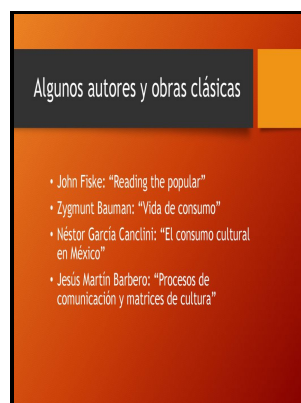 Algunos autores y obras clásicas
• John Fiske: “Reading the popular”
• Zygmunt Bauman: “Vida de consumo”
• Néstor García Canclini: “El consumo cultural
en México”
• Jesús Martín Barbero: “Procesos de
comunicación y matrices de cultura”